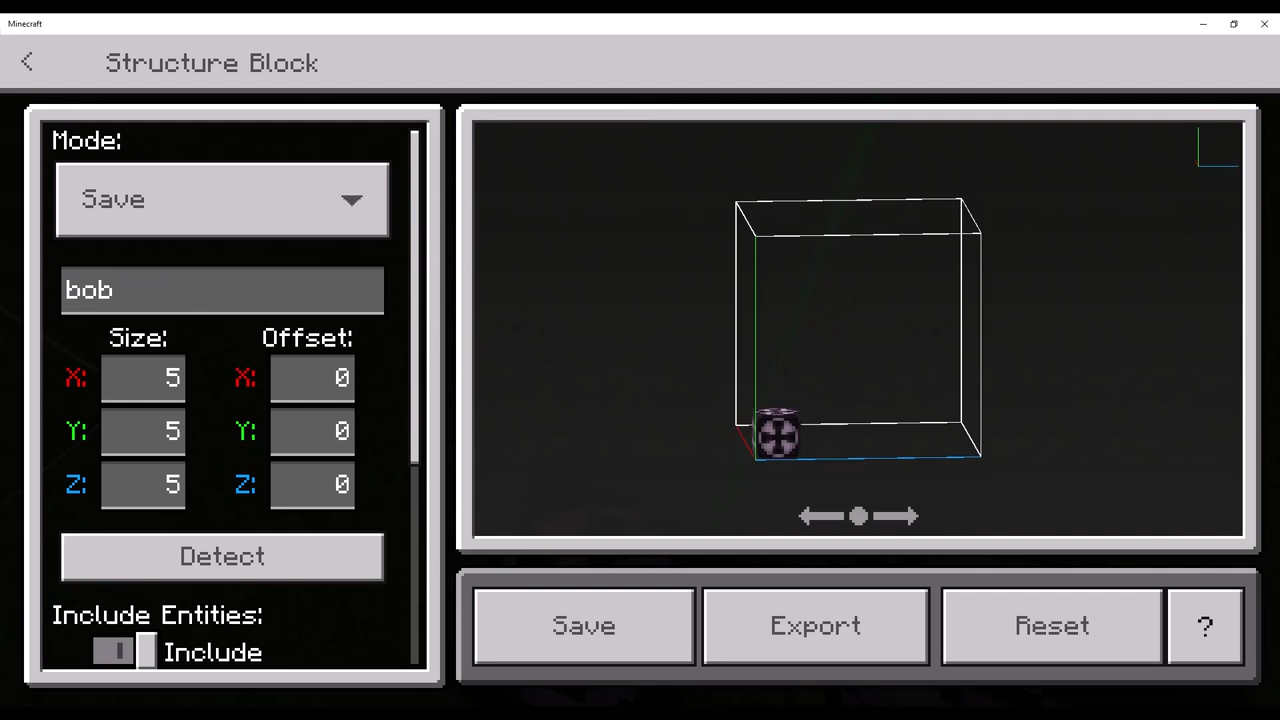 Minecraft
Structure Block
Mode:
Save
bob
Size: Offset:
X: 5 X: 0
Y: 5 Y: 0
Z: 5 Z: 0
Detect
Include Entities:
Include
Save Export Reset ?